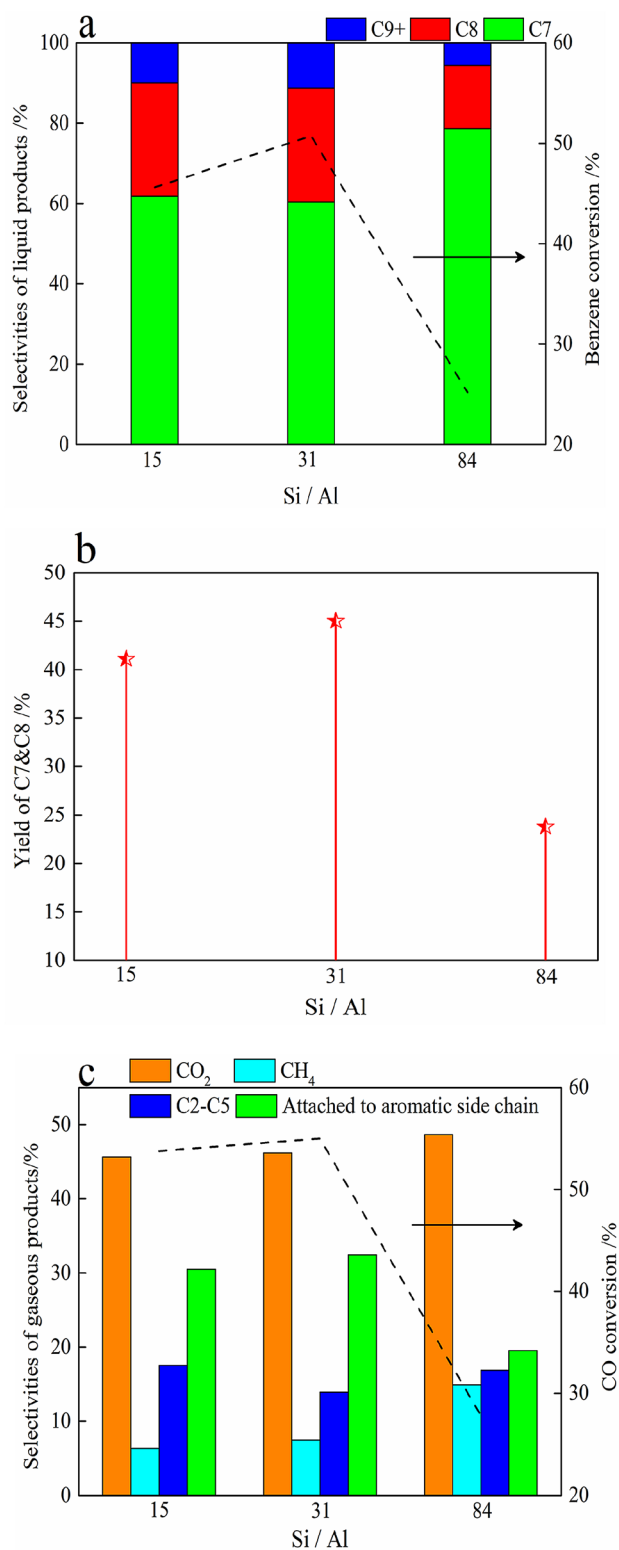 a
C9+ C8 C7
100
80
60
40
20
0
Selectivities of liquid products /%
60
50
40
30
20
Benzene conversion /%
15 31 84
Si / Al
b
50
45
40
35
30
25
20
15
10
Yield of C7&C8 /%
15 31 84
Si / Al
c
CO₂ CH₄
C2-C5 Attached to aromatic side chain
50
40
30
20
10
0
Selectivities of gaseous products/%
60
50
40
30
20
CO conversion /%
15 31 84
Si / Al